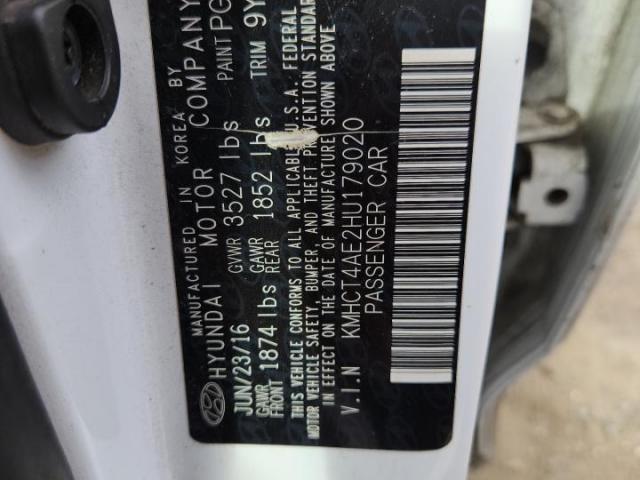 MANUFACTURED IN KOREA BY
HYUNDAI MOTOR COMPANY
JUN/23/16 GVWR 3527 lbs PAINT PG
GAWR FRONT 1874 lbs GAWR REAR 1852 lbs TRIM 9Y
THIS VEHICLE CONFORMS TO ALL APPLICABLE U.S.A. FEDERAL
MOTOR VEHICLE SAFETY, BUMPER, AND THEFT PREVENTION STANDARD
IN EFFECT ON THE DATE OF MANUFACTURE SHOWN ABOVE
V.I.N KMHCT4AE2HU179020
PASSENGER CAR